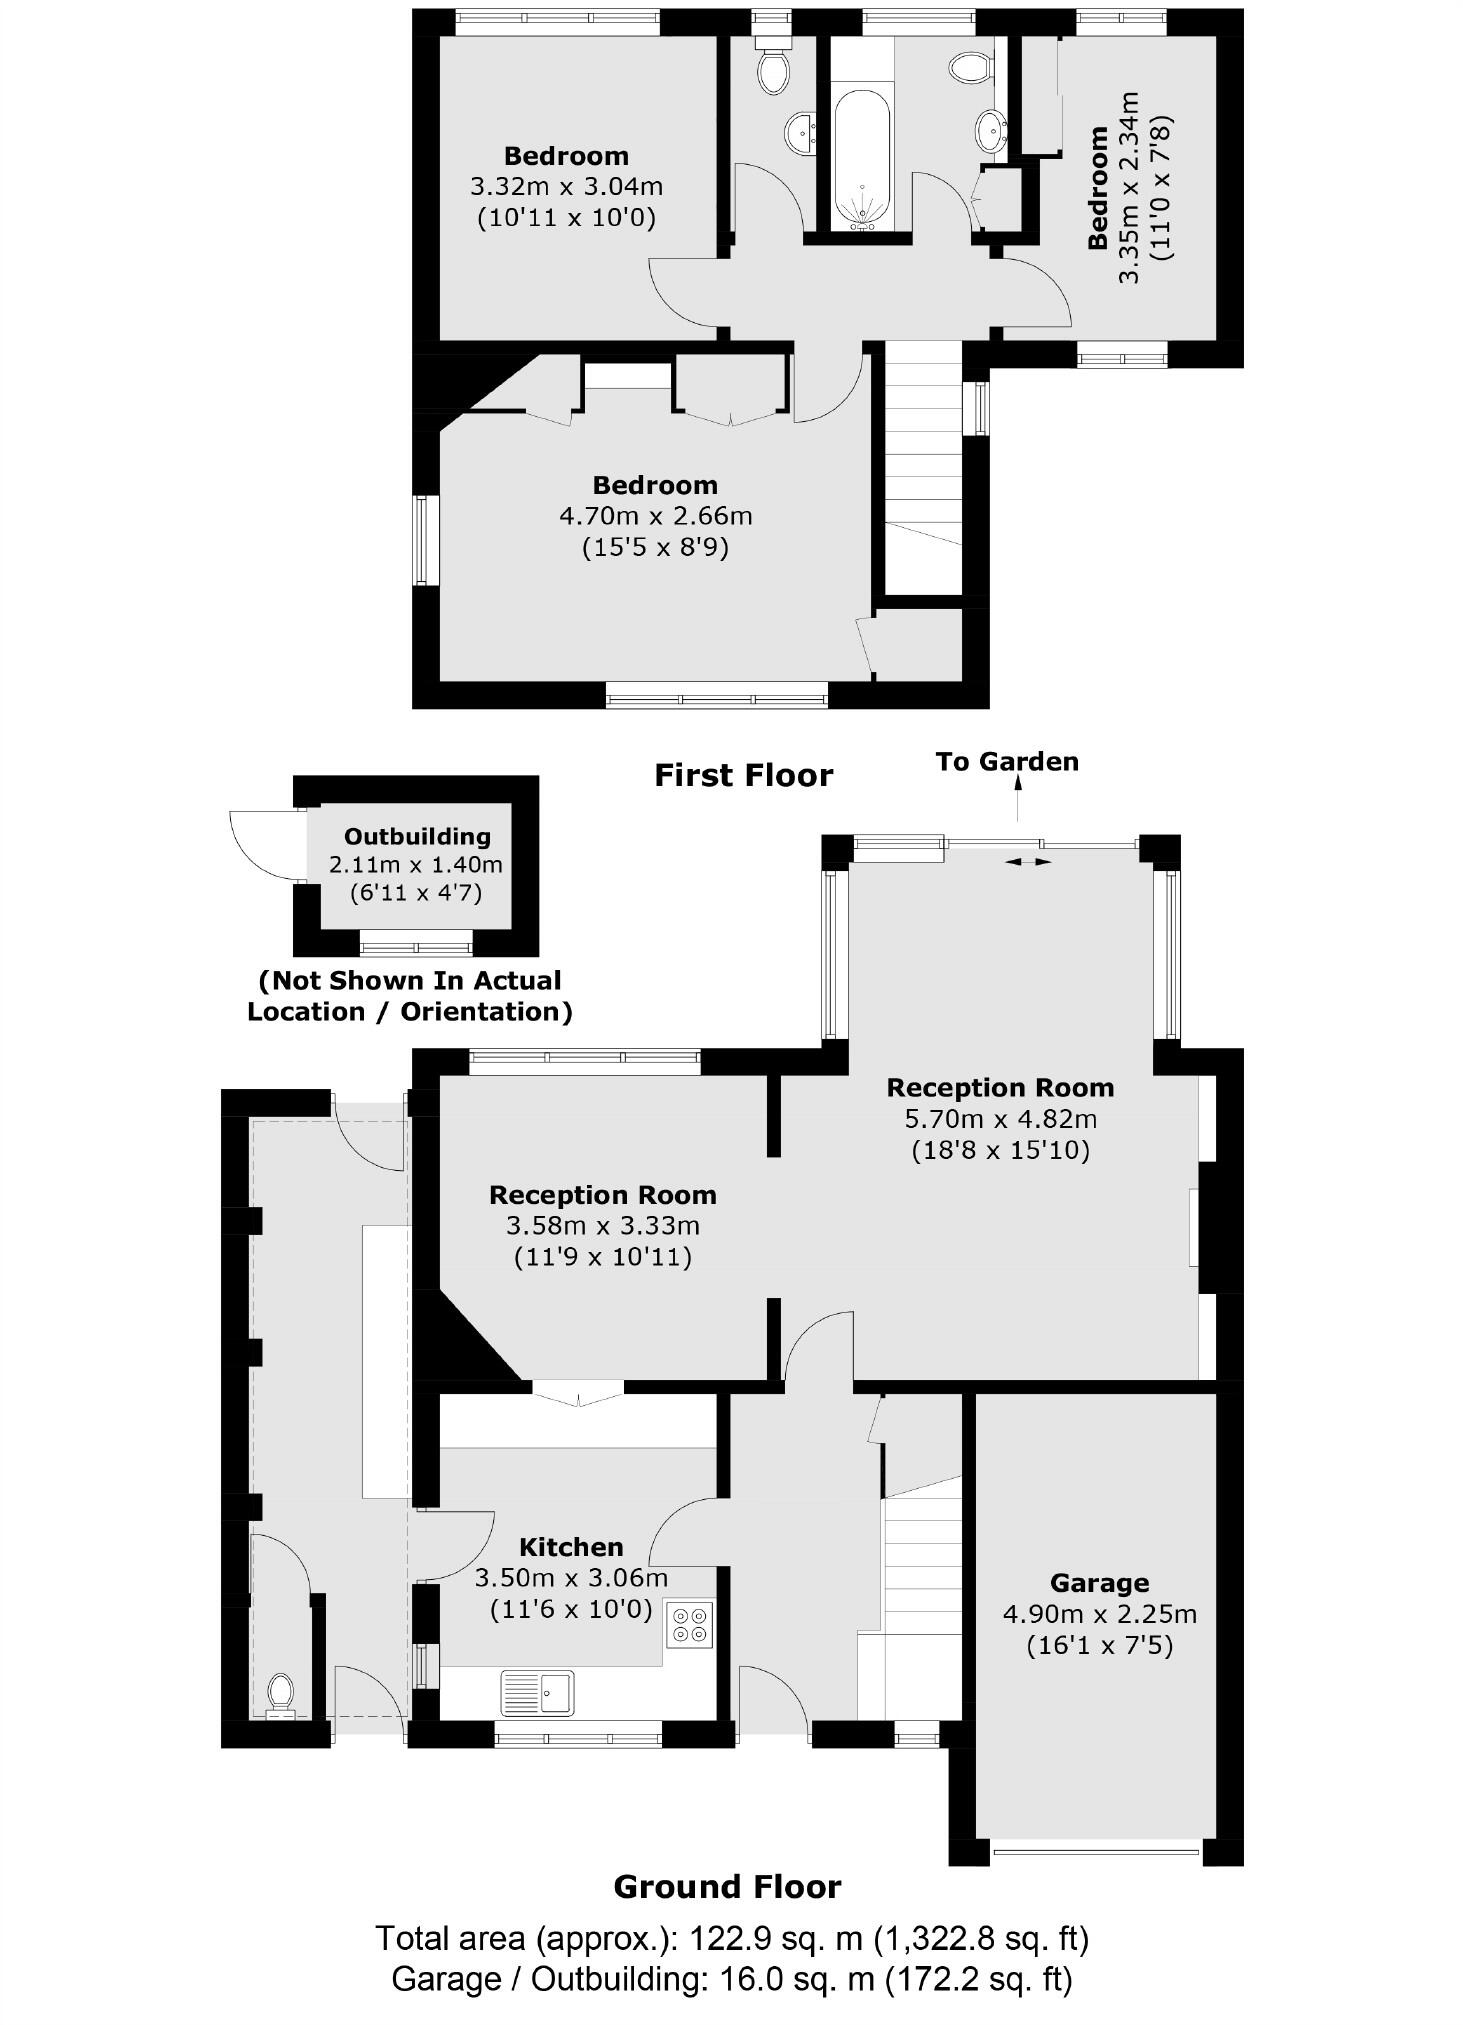 Bedroom
3.32m x 3.04m
(10'11 x 10'0)
Bedroom
3.35m x 2.34m
(11'0 x 7'8)
Bedroom
4.70m x 2.66m
(15'5 x 8'9)
First Floor
To Garden
Outbuilding
2.11m x 1.40m
(6'11 x 4'7)
(Not Shown In Actual
Location / Orientation)
Reception Room
5.70m x 4.82m
(18'8 x 15'10)
Reception Room
3.58m x 3.33m
(11'9 x 10'11)
Kitchen
3.50m x 3.06m
(11'6 x 10'0)
Garage
4.90m x 2.25m
(16'1 x 7'5)
Ground Floor
Total area (approx.): 122.9 sq. m (1,322.8 sq. ft)
Garage / Outbuilding: 16.0 sq. m (172.2 sq. ft)